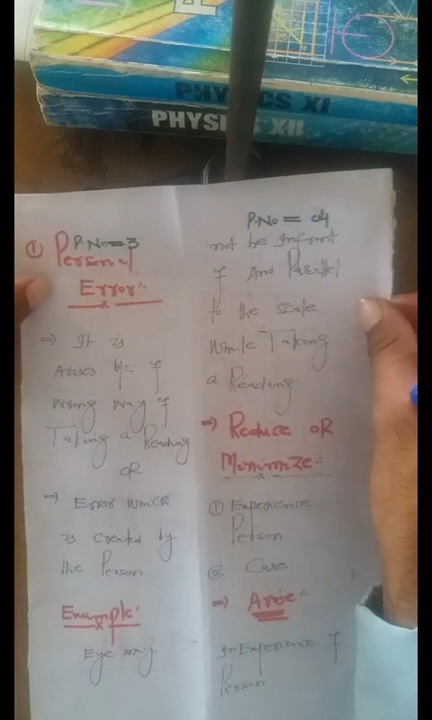 PHYSICS XI
PHYSICS XII
P.No=3
① Personal
Error:-
⇒ It is
Arises b/c of
wrong way of
Taking a Reading
OR
⇒ Error which
is created by
the Person
Example:-
Eye may
P.No = 04
not be Infront
of And Parallel
to the scale
While Taking
a Reading
⇒ Reduce OR
Minimize:-
① Experience
Person
② Care
⇒ Arise:-
InExperience of
Person